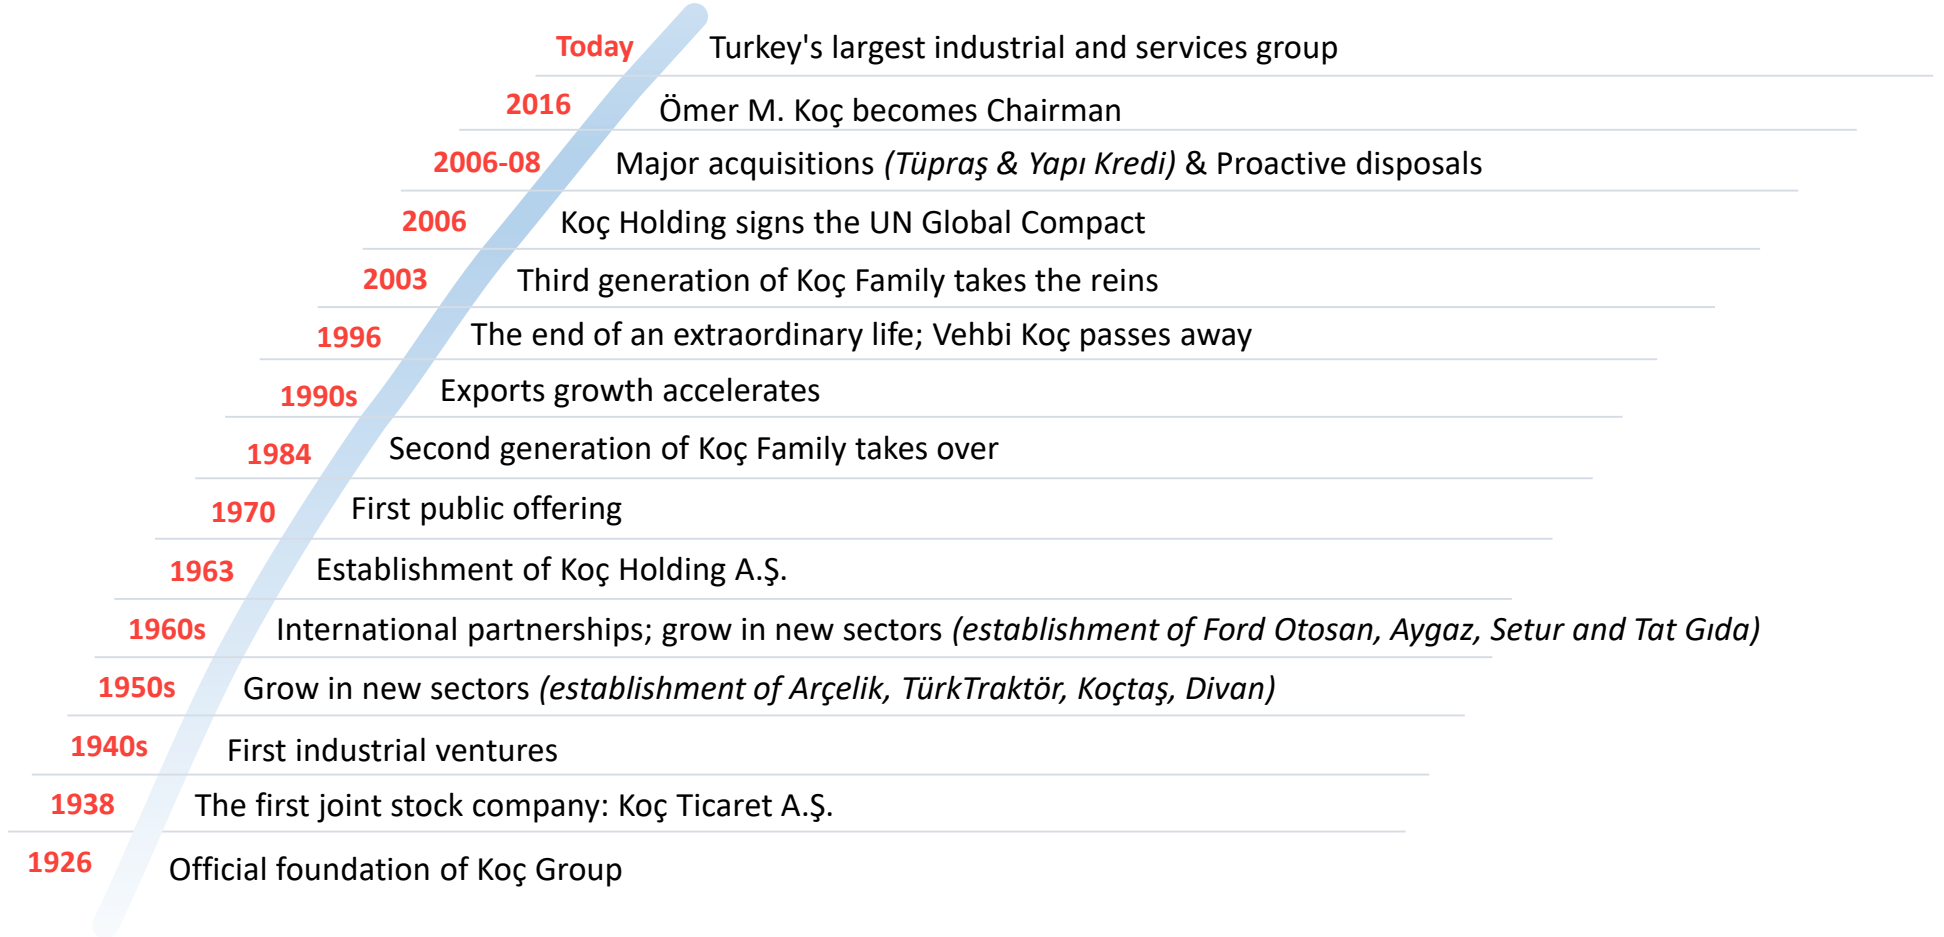 Today Turkey's largest industrial and services group
2016 Ömer M. Koç becomes Chairman
2006-08 Major acquisitions (Tüpraş & Yapı Kredi) & Proactive disposals
2006 Koç Holding signs the UN Global Compact
2003 Third generation of Koç Family takes the reins
1996 The end of an extraordinary life; Vehbi Koç passes away
1990s Exports growth accelerates
1984 Second generation of Koç Family takes over
1970 First public offering
1963 Establishment of Koç Holding A.Ş.
1960s International partnerships; grow in new sectors (establishment of Ford Otosan, Aygaz, Setur and Tat Gıda)
1950s Grow in new sectors (establishment of Arçelik, TürkTraktör, Koçtaş, Divan)
1940s First industrial ventures
1938 The first joint stock company: Koç Ticaret A.Ş.
1926 Official foundation of Koç Group